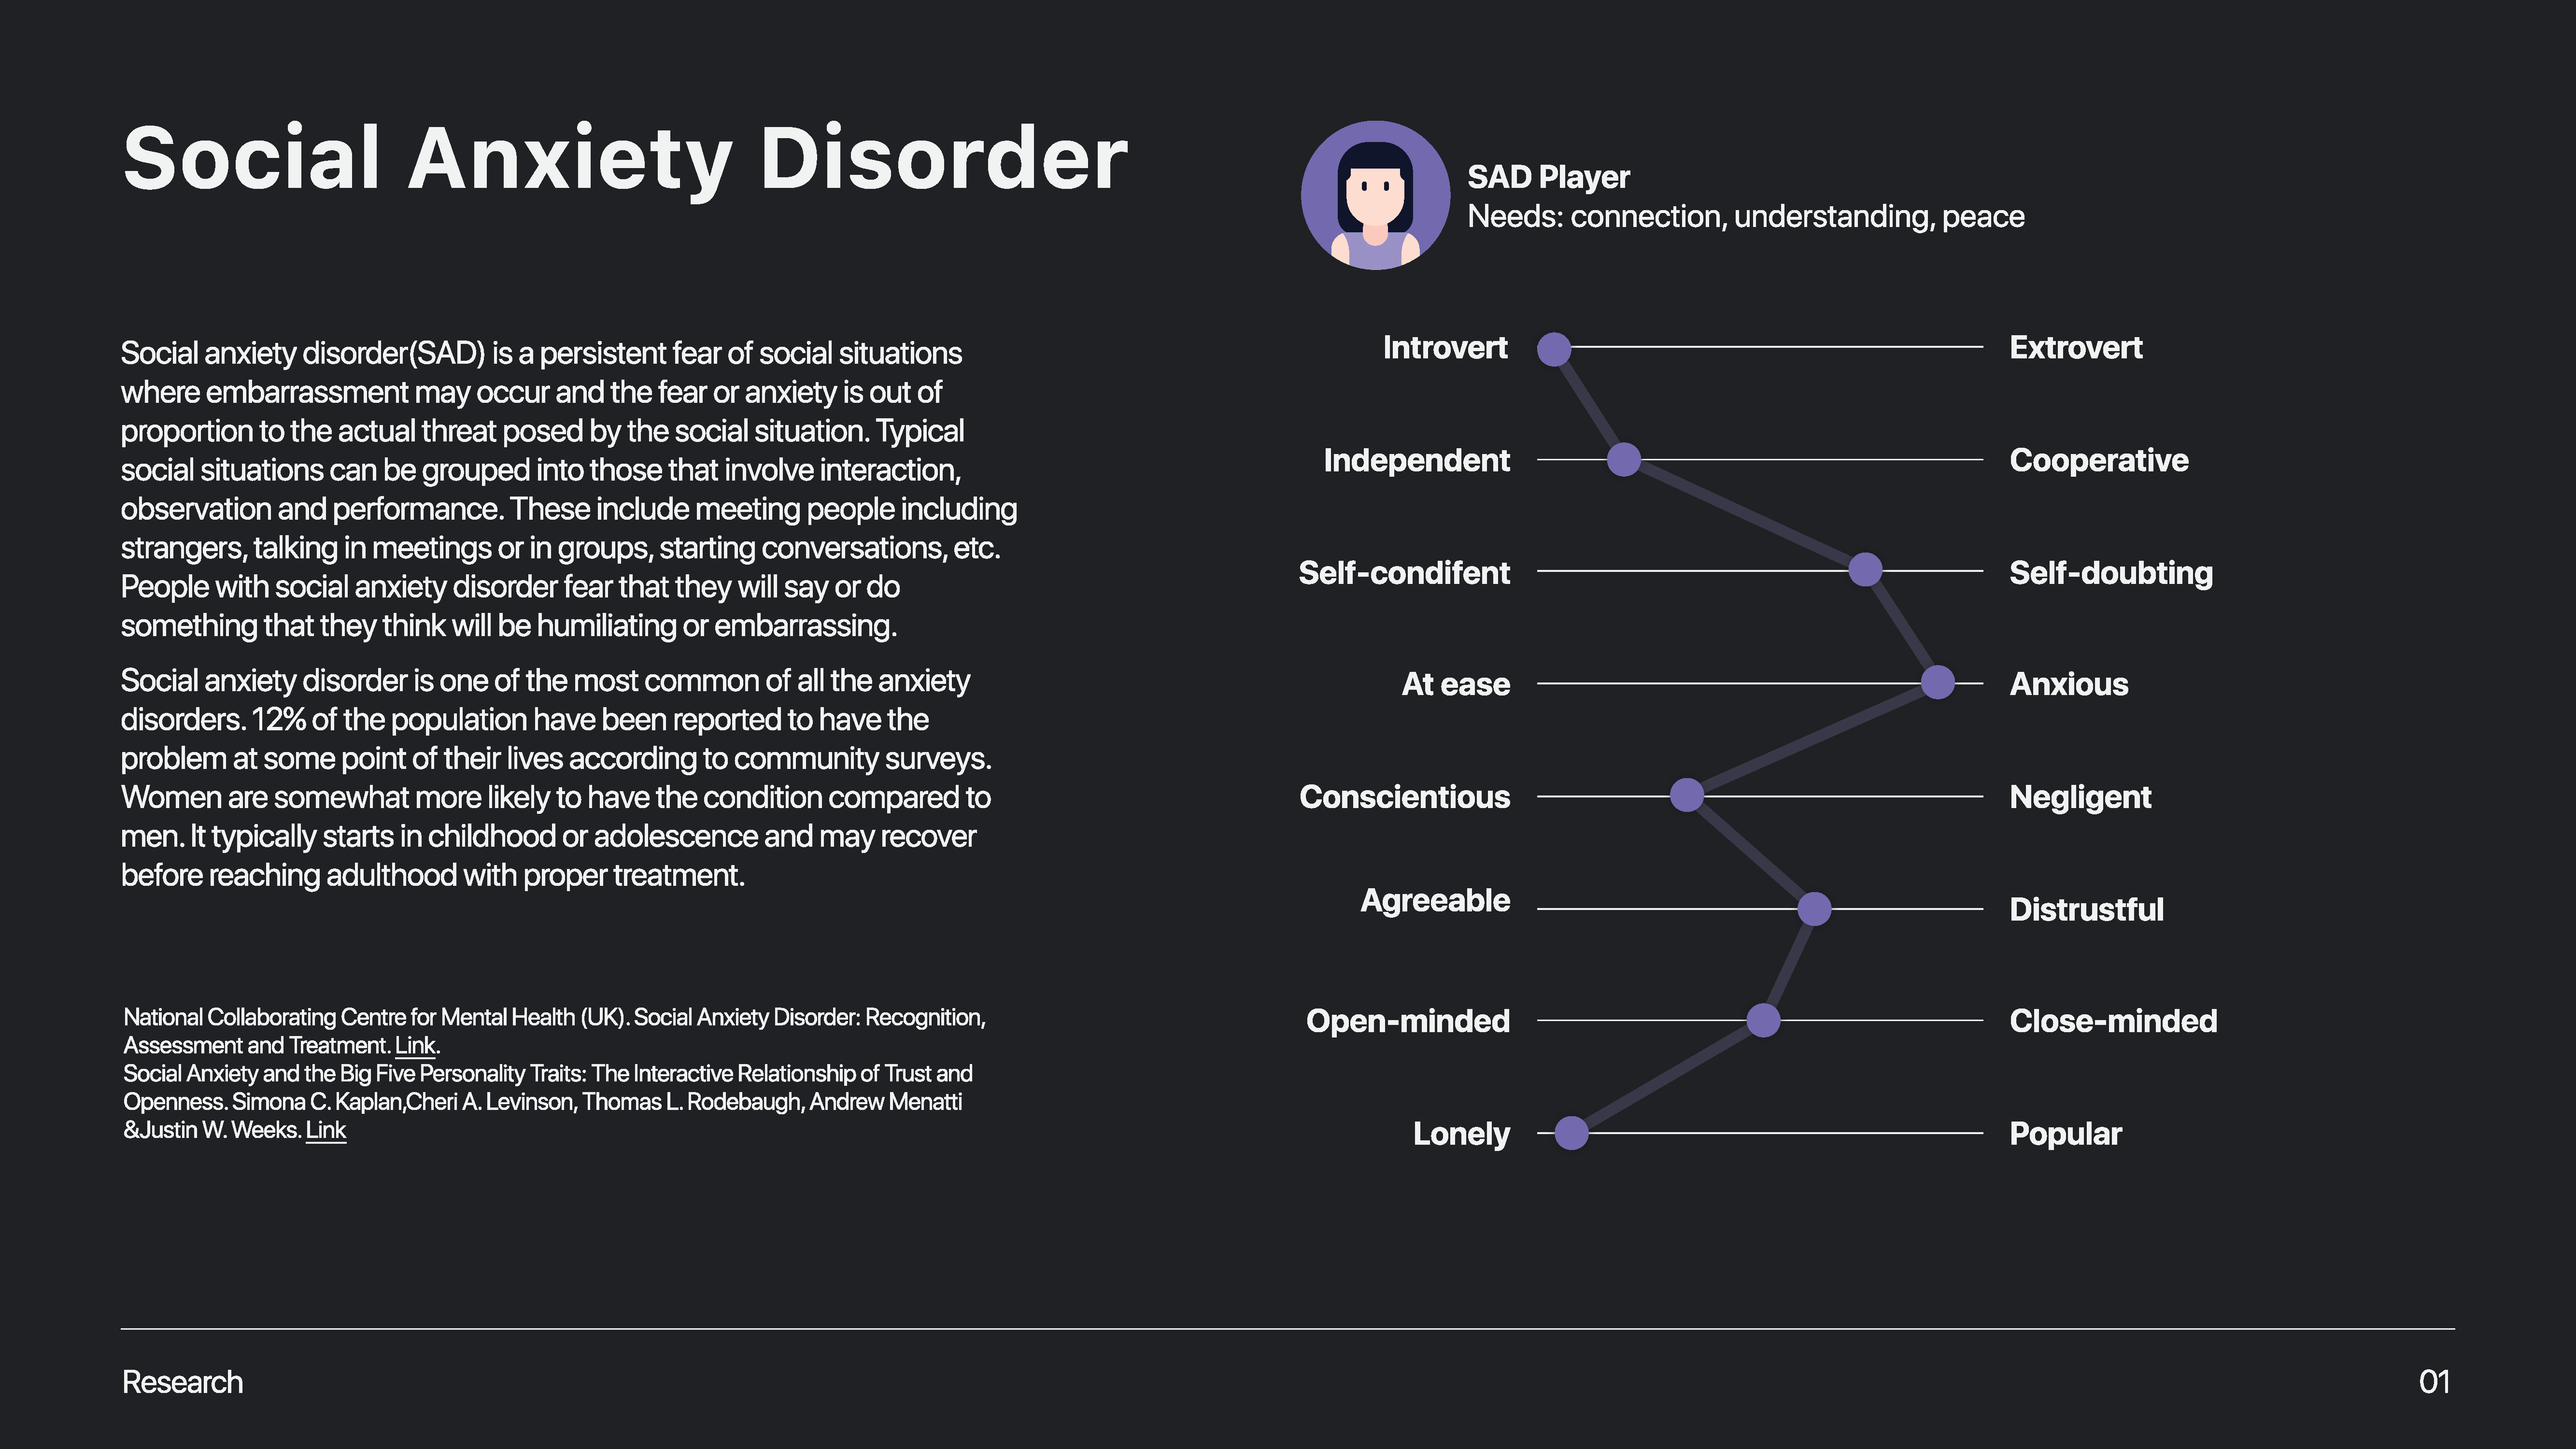 Social Anxiety Disorder
Social anxiety disorder(SAD) is a persistent fear of social situations
where embarrassment may occur and the fear or anxiety is out of
proportion to the actual threat posed by the social situation. Typical
social situations can be grouped into those that involve interaction,
observation and performance. These include meeting people including
strangers, talking in meetings or in groups, starting conversations, etc.
People with social anxiety disorder fear that they will say or do
something that they think will be humiliating or embarrassing.
Social anxiety disorder is one of the most common of all the anxiety
disorders. 12% of the population have been reported to have the
problem at some point of their lives according to community surveys.
Women are somewhat more likely to have the condition compared to
men. It typically starts in childhood or adolescence and may recover
before reaching adulthood with proper treatment.
National Collaborating Centre for Mental Health (UK). Social Anxiety Disorder: Recognition,
Assessment and Treatment. Link.
Social Anxiety and the Big Five Personality Traits: The Interactive Relationship of Trust and
Openness. Simona C. Kaplan,Cheri A. Levinson, Thomas L. Rodebaugh, Andrew Menatti
&Justin W. Weeks. Link
SAD Player
Needs: connection, understanding, peace
Introvert Extrovert
Independent Cooperative
Self-condifent Self-doubting
At ease Anxious
Conscientious Negligent
Agreeable Distrustful
Open-minded Close-minded
Lonely Popular
Research 01